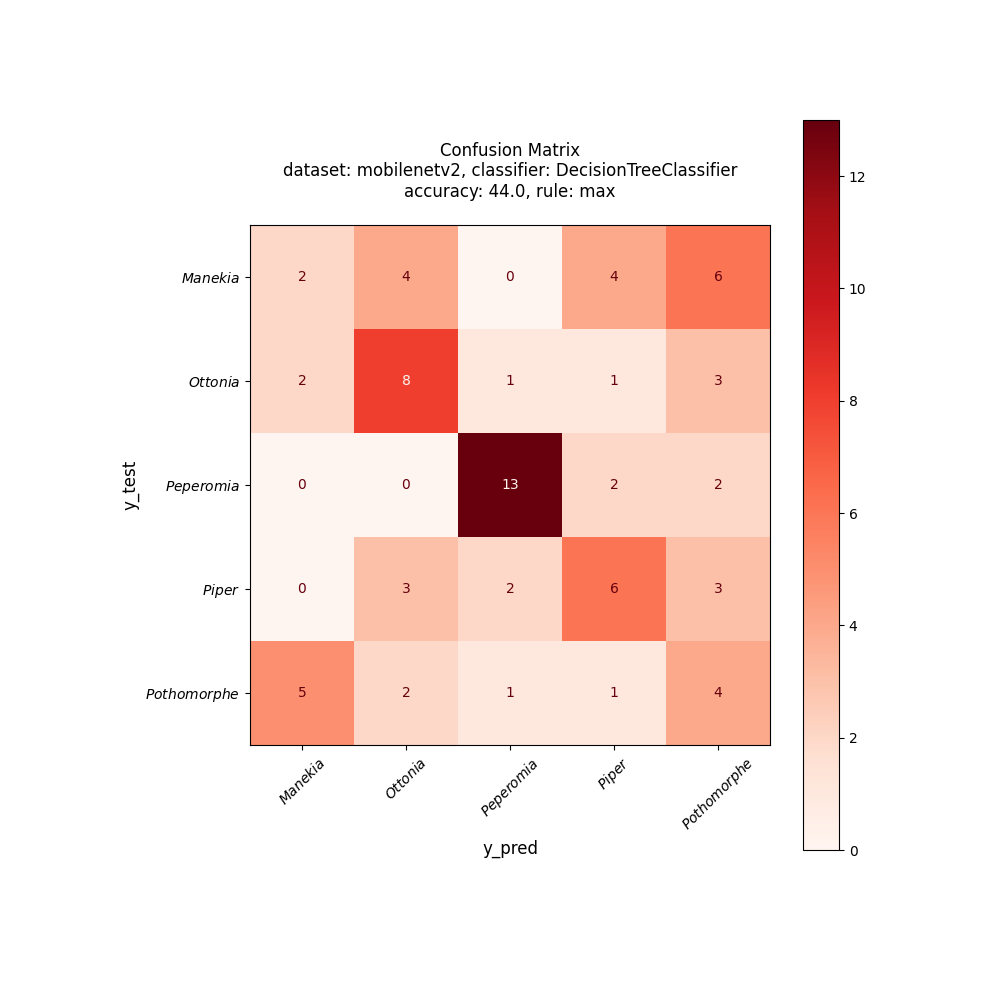 Confusion Matrix
dataset: mobilenetv2, classifier: DecisionTreeClassifier
accuracy: 44.0, rule: max
Manekia 2 4 0 4 6
Ottonia 2 8 1 1 3
Peperomia 0 0 13 2 2
Piper 0 3 2 6 3
Pothomorphe 5 2 1 1 4
Manekia Ottonia Peperomia Piper Pothomorphe
y_pred
y_test
12
10
8
6
4
2
0